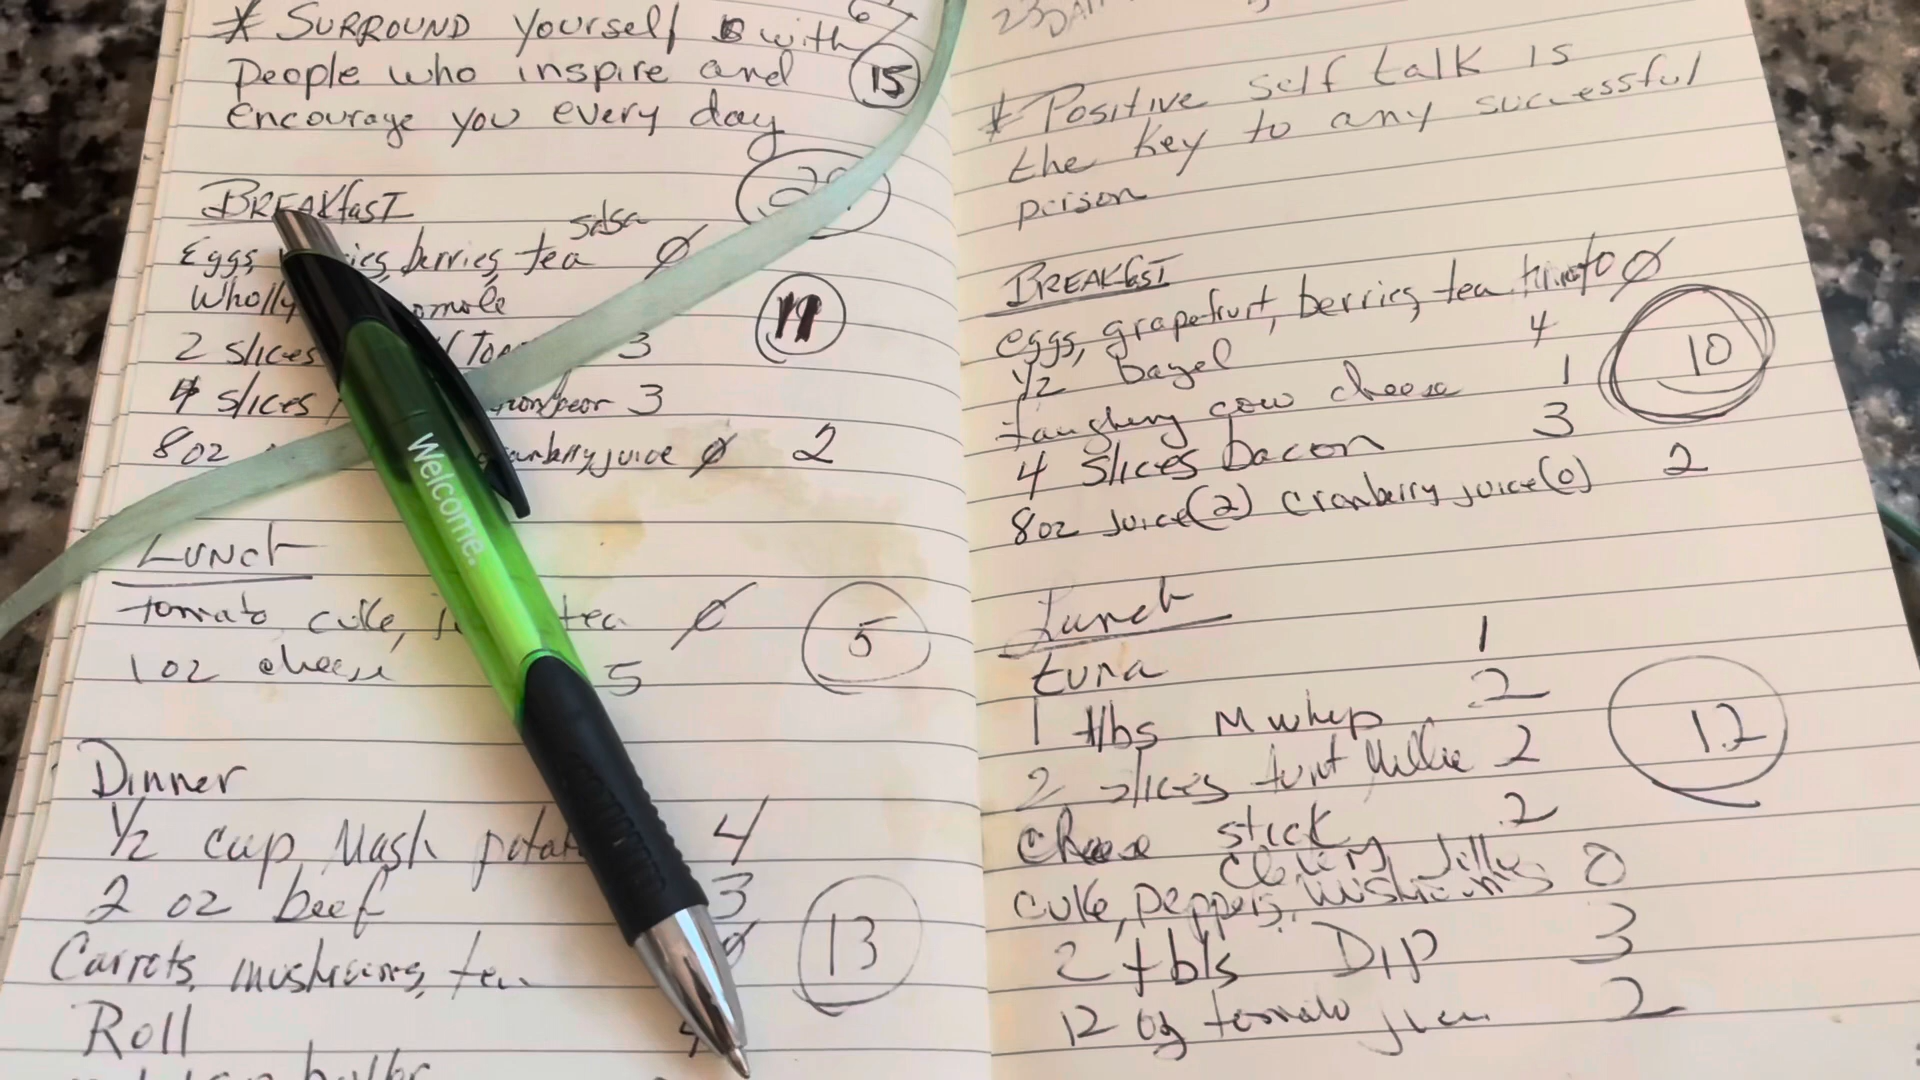 * SURROUND yourself with
people who inspire and
encourage you every day
15
BREAKfasT
salsa
Eggs, berries, tea Ø
Wholly
2 slices 3
slices 3
8oz cranberry juice Ø 2
Lunch
tomato, cuke, tea Ø
1 oz cheese 5
5
Dinner
1/2 cup Mash 4
2 oz beef 3
Carrots, mushrooms, tea Ø
13
Roll
Welcome.
* Positive self talk is
the key to any successful
person
BREAKfasT
eggs, grapefruit, berries, tea Ø
1/2 bagel 4
cow cheese 1
10
4 slices bacon 3
8oz juice(2) cranberry juice(0) 2
Lunch
tuna 1
1 tlbs M whip 2
2 slices 2
12
cheese stick 2
cuke, peppers, mushrooms 0
2 tbls DIP 3
12 oz tomato 2